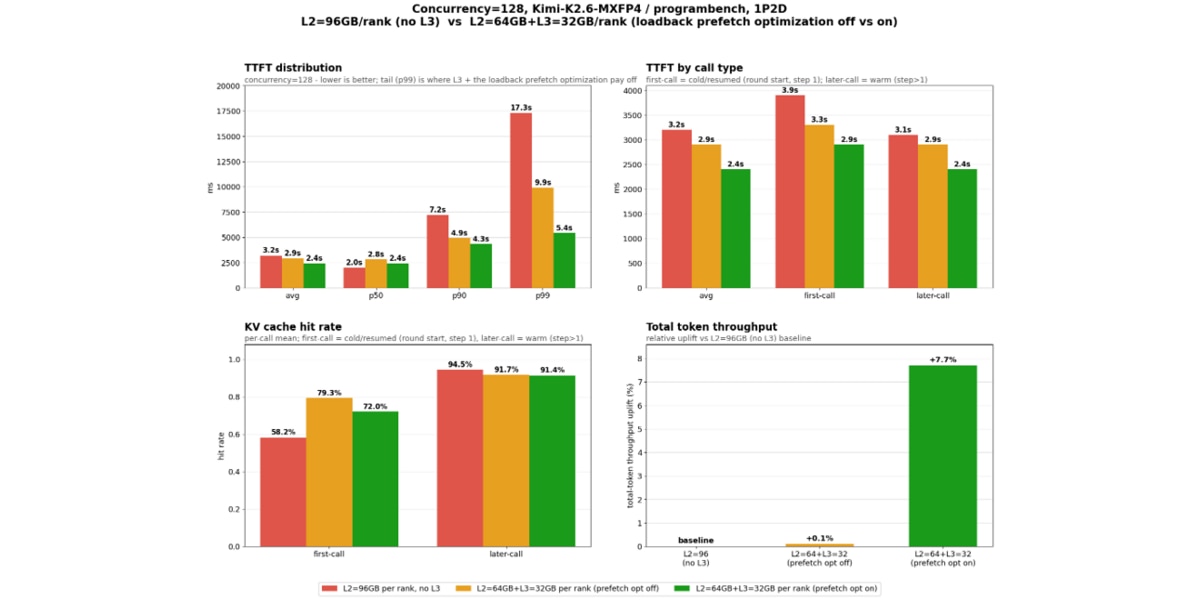 Concurrency=128, Kimi-K2.6-MXFP4 / programbench, 1P2D
L2=96GB/rank (no L3)  vs  L2=64GB+L3=32GB/rank (loadback prefetch optimization off vs on)
TTFT distribution
concurrency=128 - lower is better; tail (p99) is where L3 + the loadback prefetch optimization pay off
20000
17500
15000
12500
10000
7500
5000
2500
0
ms
3.2s
2.9s
2.4s
2.0s
2.8s
2.4s
7.2s
4.9s
4.3s
17.3s
9.9s
5.4s
avg
p50
p90
p99
TTFT by call type
first-call = cold/resumed (round start, step 1); later-call = warm (step>1)
4000
3500
3000
2500
2000
1500
1000
500
0
ms
3.2s
2.9s
2.4s
3.9s
3.3s
2.9s
3.1s
2.9s
2.4s
avg
first-call
later-call
KV cache hit rate
per-call mean; first-call = cold/resumed (round start, step 1), later-call = warm (step>1)
1.0
0.8
0.6
0.4
0.2
0.0
hit rate
58.2%
79.3%
72.0%
94.5%
91.7%
91.4%
first-call
later-call
Total token throughput
relative uplift vs L2=96GB (no L3) baseline
8
7
6
5
4
3
2
1
0
total-token throughput uplift (%)
baseline
+0.1%
+7.7%
L2=96
(no L3)
L2=64+L3=32
(prefetch opt off)
L2=64+L3=32
(prefetch opt on)
L2=96GB per rank, no L3
L2=64GB+L3=32GB per rank (prefetch opt off)
L2=64GB+L3=32GB per rank (prefetch opt on)